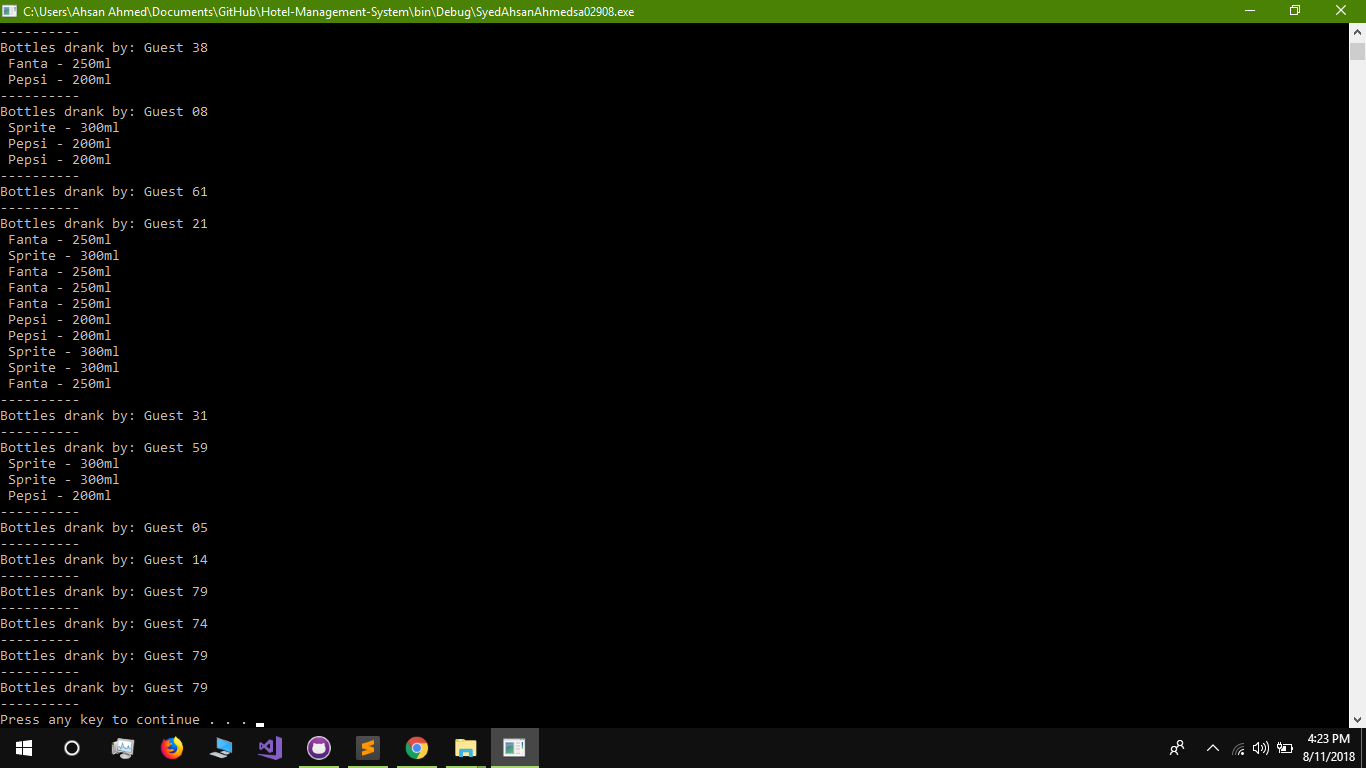 C:\Users\Ahsan Ahmed\Documents\GitHub\Hotel-Management-System\bin\Debug\SyedAhsanAhmedsa02908.exe
----------
Bottles drank by: Guest 38
 Fanta - 250ml
 Pepsi - 200ml
----------
Bottles drank by: Guest 08
 Sprite - 300ml
 Pepsi - 200ml
 Pepsi - 200ml
----------
Bottles drank by: Guest 61
----------
Bottles drank by: Guest 21
 Fanta - 250ml
 Sprite - 300ml
 Fanta - 250ml
 Fanta - 250ml
 Fanta - 250ml
 Pepsi - 200ml
 Pepsi - 200ml
 Sprite - 300ml
 Sprite - 300ml
 Fanta - 250ml
----------
Bottles drank by: Guest 31
----------
Bottles drank by: Guest 59
 Sprite - 300ml
 Sprite - 300ml
 Pepsi - 200ml
----------
Bottles drank by: Guest 05
----------
Bottles drank by: Guest 14
----------
Bottles drank by: Guest 79
----------
Bottles drank by: Guest 74
----------
Bottles drank by: Guest 79
----------
Bottles drank by: Guest 79
----------
Press any key to continue . . .
4:23 PM
8/11/2018